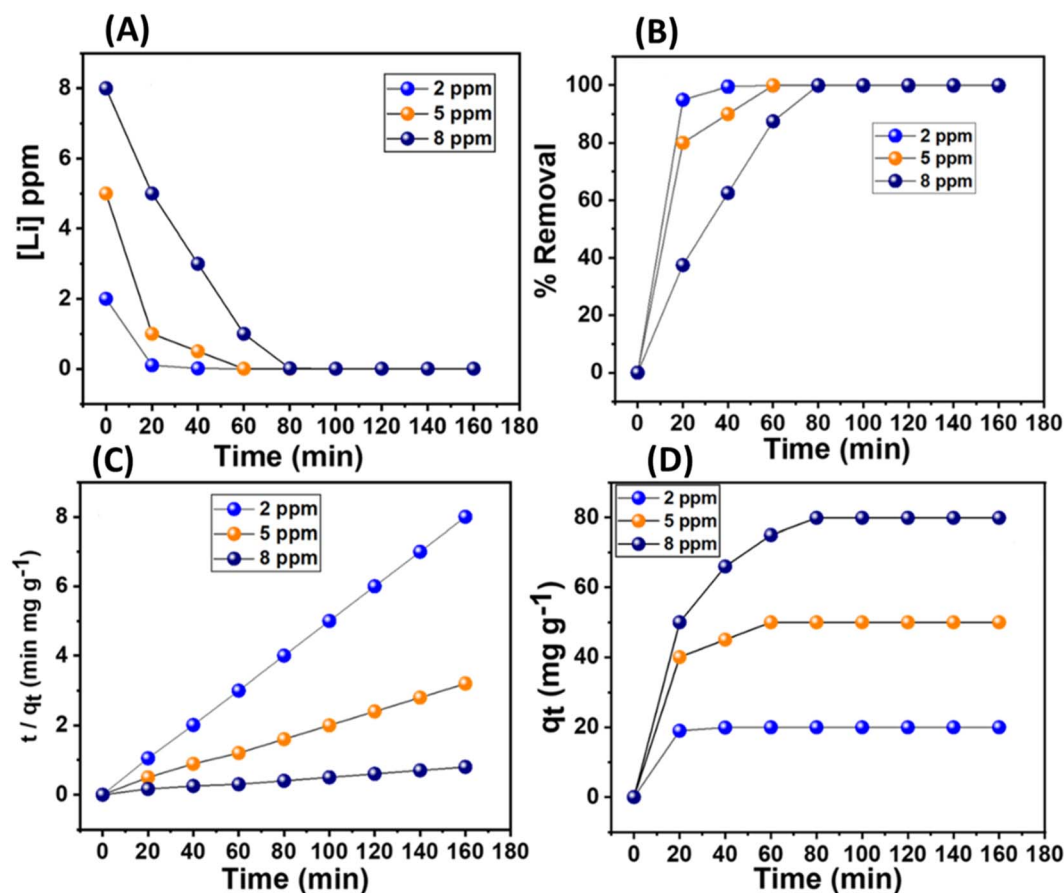 (A)
[Li] ppm
8
6
4
2
0
2 ppm
5 ppm
8 ppm
0 20 40 60 80 100 120 140 160 180
Time (min)
(B)
% Removal
100
80
60
40
20
0
2 ppm
5 ppm
8 ppm
0 20 40 60 80 100 120 140 160 180
Time (min)
(C)
t / qt (min mg g-1)
8
6
4
2
0
2 ppm
5 ppm
8 ppm
0 20 40 60 80 100 120 140 160 180
Time (min)
(D)
qt (mg g-1)
80
60
40
20
0
2 ppm
5 ppm
8 ppm
0 20 40 60 80 100 120 140 160 180
Time (min)